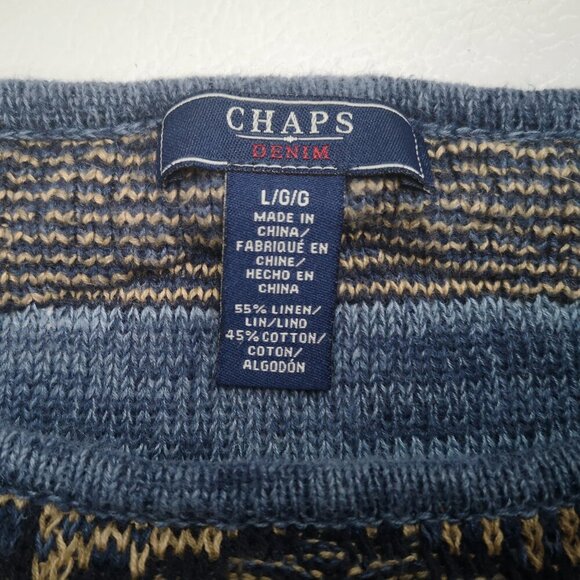 CHAPS
DENIM
L/G/G
MADE IN
CHINA/
FABRIQUÉ EN
CHINE/
HECHO EN
CHINA
55% LINEN/
LIN/LINO
45% COTTON/
COTON/
ALGODÓN